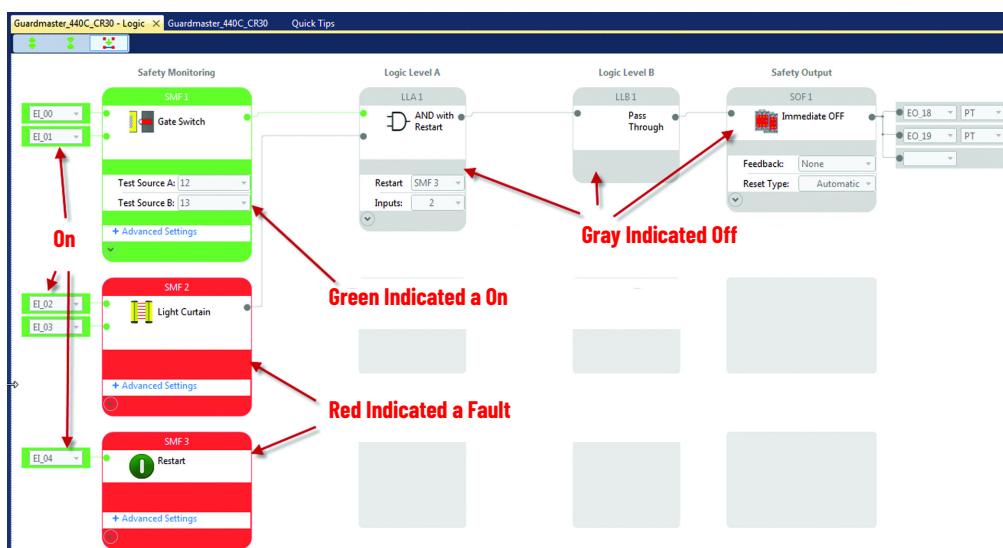 Guardmaster_440C_CR30 - Logic
Guardmaster_440C_CR30
Quick Tips
Safety Monitoring
Logic Level A
Logic Level B
Safety Output
SMF 1
Gate Switch
EI_00
EI_01
Test Source A: 12
Test Source B: 13
+ Advanced Settings
LLA 1
AND with
Restart
Restart SMF 3
Inputs: 2
LLB 1
Pass
Through
SOF 1
Immediate OFF
Feedback: None
Reset Type: Automatic
EO_18 PT
EO_19 PT
On
Green Indicated a On
Gray Indicated Off
SMF 2
Light Curtain
EI_02
EI_03
+ Advanced Settings
Red Indicated a Fault
SMF 3
Restart
EI_04
+ Advanced Settings